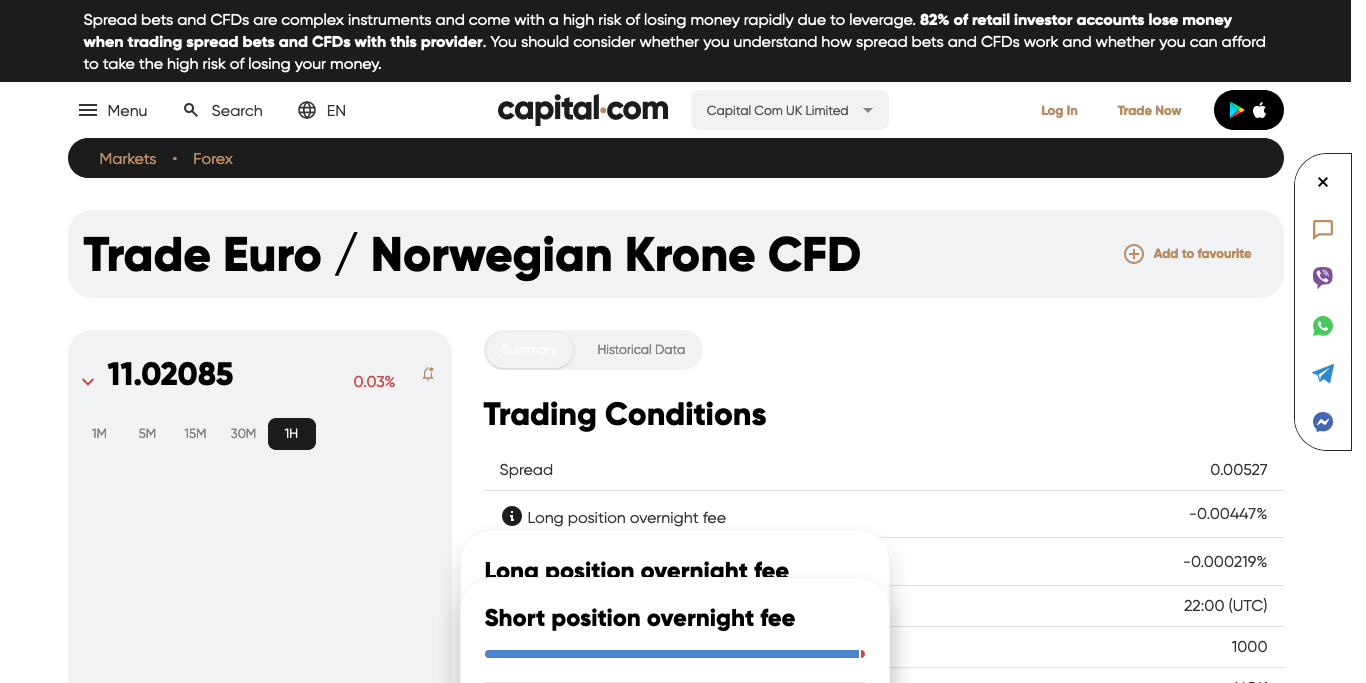 Spread bets and CFDs are complex instruments and come with a high risk of losing money rapidly due to leverage. 82% of retail investor accounts lose money
when trading spread bets and CFDs with this provider. You should consider whether you understand how spread bets and CFDs work and whether you can afford
to take the high risk of losing your money.
Menu Search EN capital.com Capital Com UK Limited Log In Trade Now
Markets • Forex
Trade Euro / Norwegian Krone CFD Add to favourite
11.02085 0.03%
1M 5M 15M 30M 1H
Summary Historical Data
Trading Conditions
Spread 0.00527
Long position overnight fee -0.00447%
Long position overnight fee -0.000219%
22:00 (UTC)
Short position overnight fee
1000